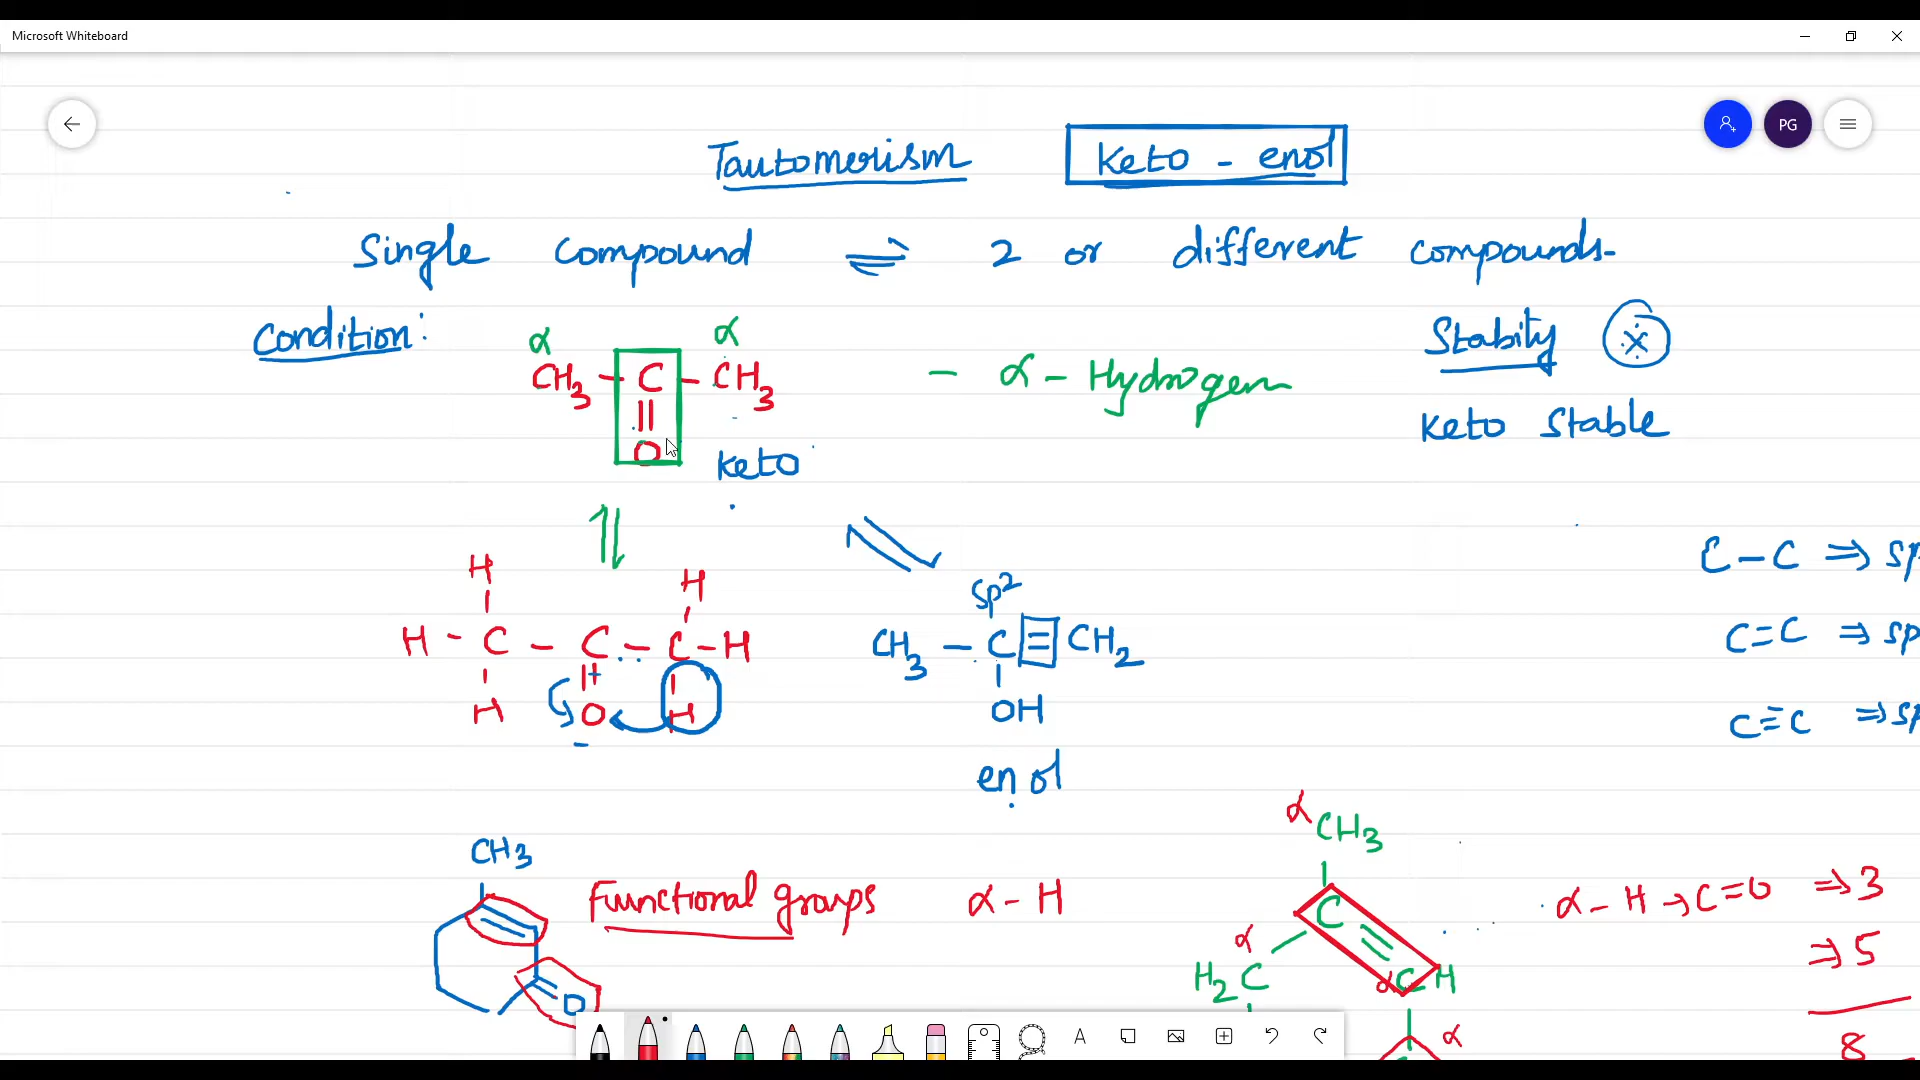 Microsoft Whiteboard
PG
Tautomerism Keto - enol
Single compound ⇌ 2 or different compounds.
Condition:
α α
CH3 - C - CH3
||
O
Keto
- α - Hydrogen
Stability
Keto Stable
H
H
H - C - C - C - H
H O H
+
-
sp2
CH3 - C = CH2
OH
enol
C - C ⇒ sp
C = C ⇒ sp
C ≡ C ⇒ sp
CH3
O
Functional groups α - H
α CH3
C
α
H2C
α CH
α
α - H → C=O ⇒ 3
⇒ 5
8
A